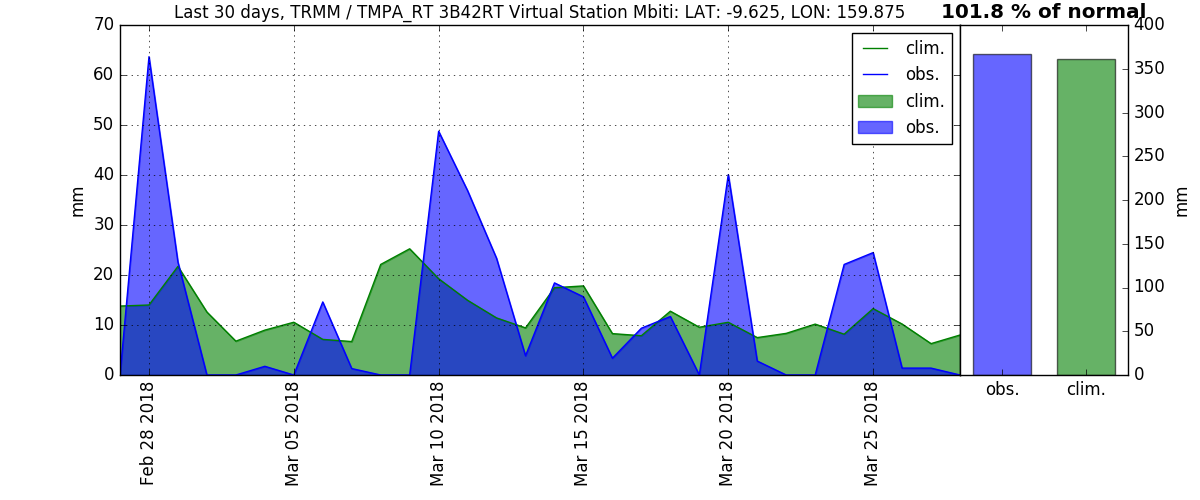 Last 30 days, TRMM / TMPA_RT 3B42RT Virtual Station Mbiti: LAT: -9.625, LON: 159.875
101.8 % of normal
70
60
50
40
30
20
10
0
mm
clim.
obs.
clim.
obs.
Feb 28 2018
Mar 05 2018
Mar 10 2018
Mar 15 2018
Mar 20 2018
Mar 25 2018
400
350
300
250
200
150
100
50
0
mm
obs.
clim.